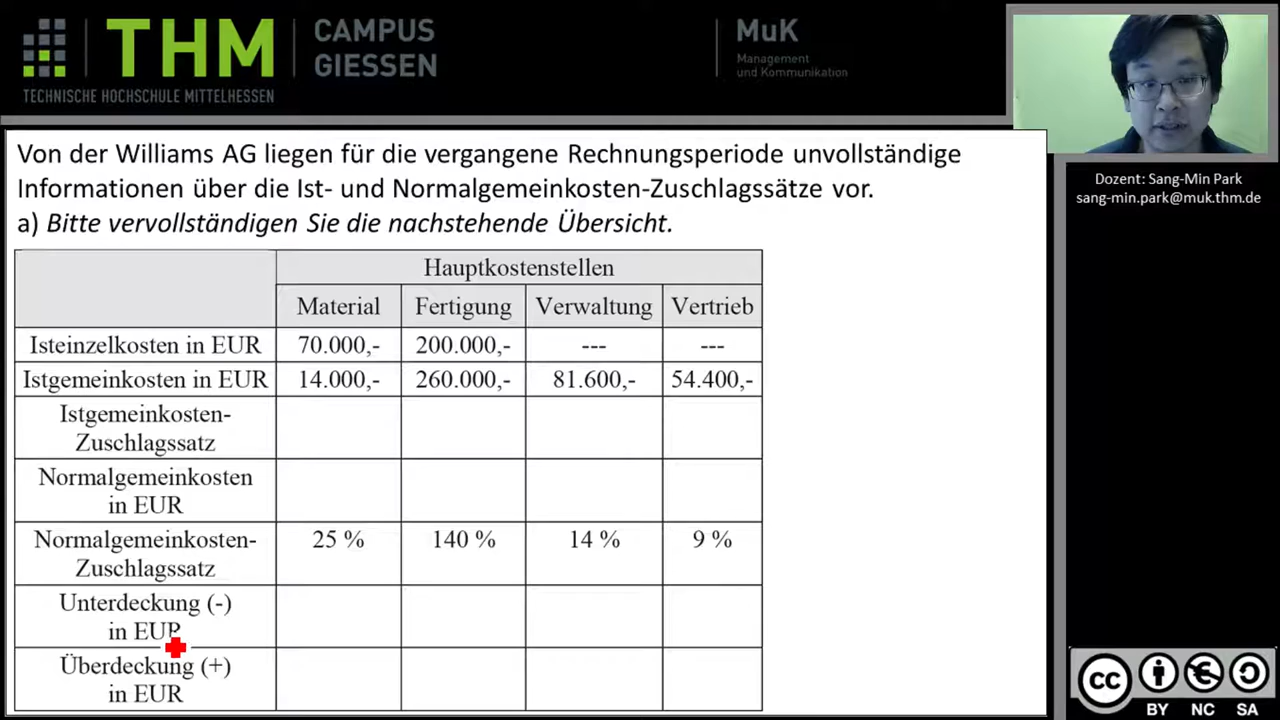 THM
CAMPUS
GIESSEN
TECHNISCHE HOCHSCHULE MITTELHESSEN
MuK
Management
und Kommunikation
Von der Williams AG liegen für die vergangene Rechnungsperiode unvollständige
Informationen über die Ist- und Normalgemeinkosten-Zuschlagssätze vor.
a) Bitte vervollständigen Sie die nachstehende Übersicht.
Hauptkostenstellen
Material Fertigung Verwaltung Vertrieb
Isteinzelkosten in EUR 70.000,- 200.000,- --- ---
Istgemeinkosten in EUR 14.000,- 260.000,- 81.600,- 54.400,-
Istgemeinkosten-
Zuschlagssatz
Normalgemeinkosten
in EUR
Normalgemeinkosten- 25 % 140 % 14 % 9 %
Zuschlagssatz
Unterdeckung (-)
in EUR
Überdeckung (+)
in EUR
Dozent: Sang-Min Park
sang-min.park@muk.thm.de
cc
BY NC SA